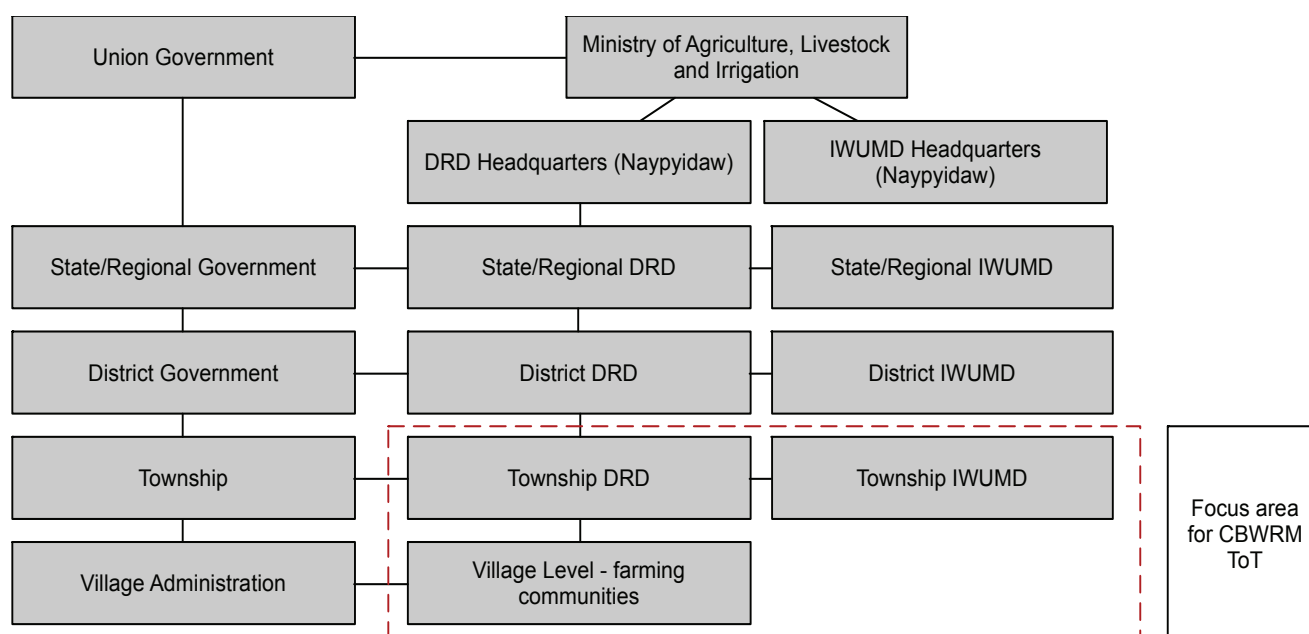 Union Government
Ministry of Agriculture, Livestock
and Irrigation
DRD Headquarters (Naypyidaw)
IWUMD Headquarters
(Naypyidaw)
State/Regional Government
State/Regional DRD
State/Regional IWUMD
District Government
District DRD
District IWUMD
Township
Township DRD
Township IWUMD
Village Administration
Village Level - farming
communities
Focus area
for CBWRM
ToT